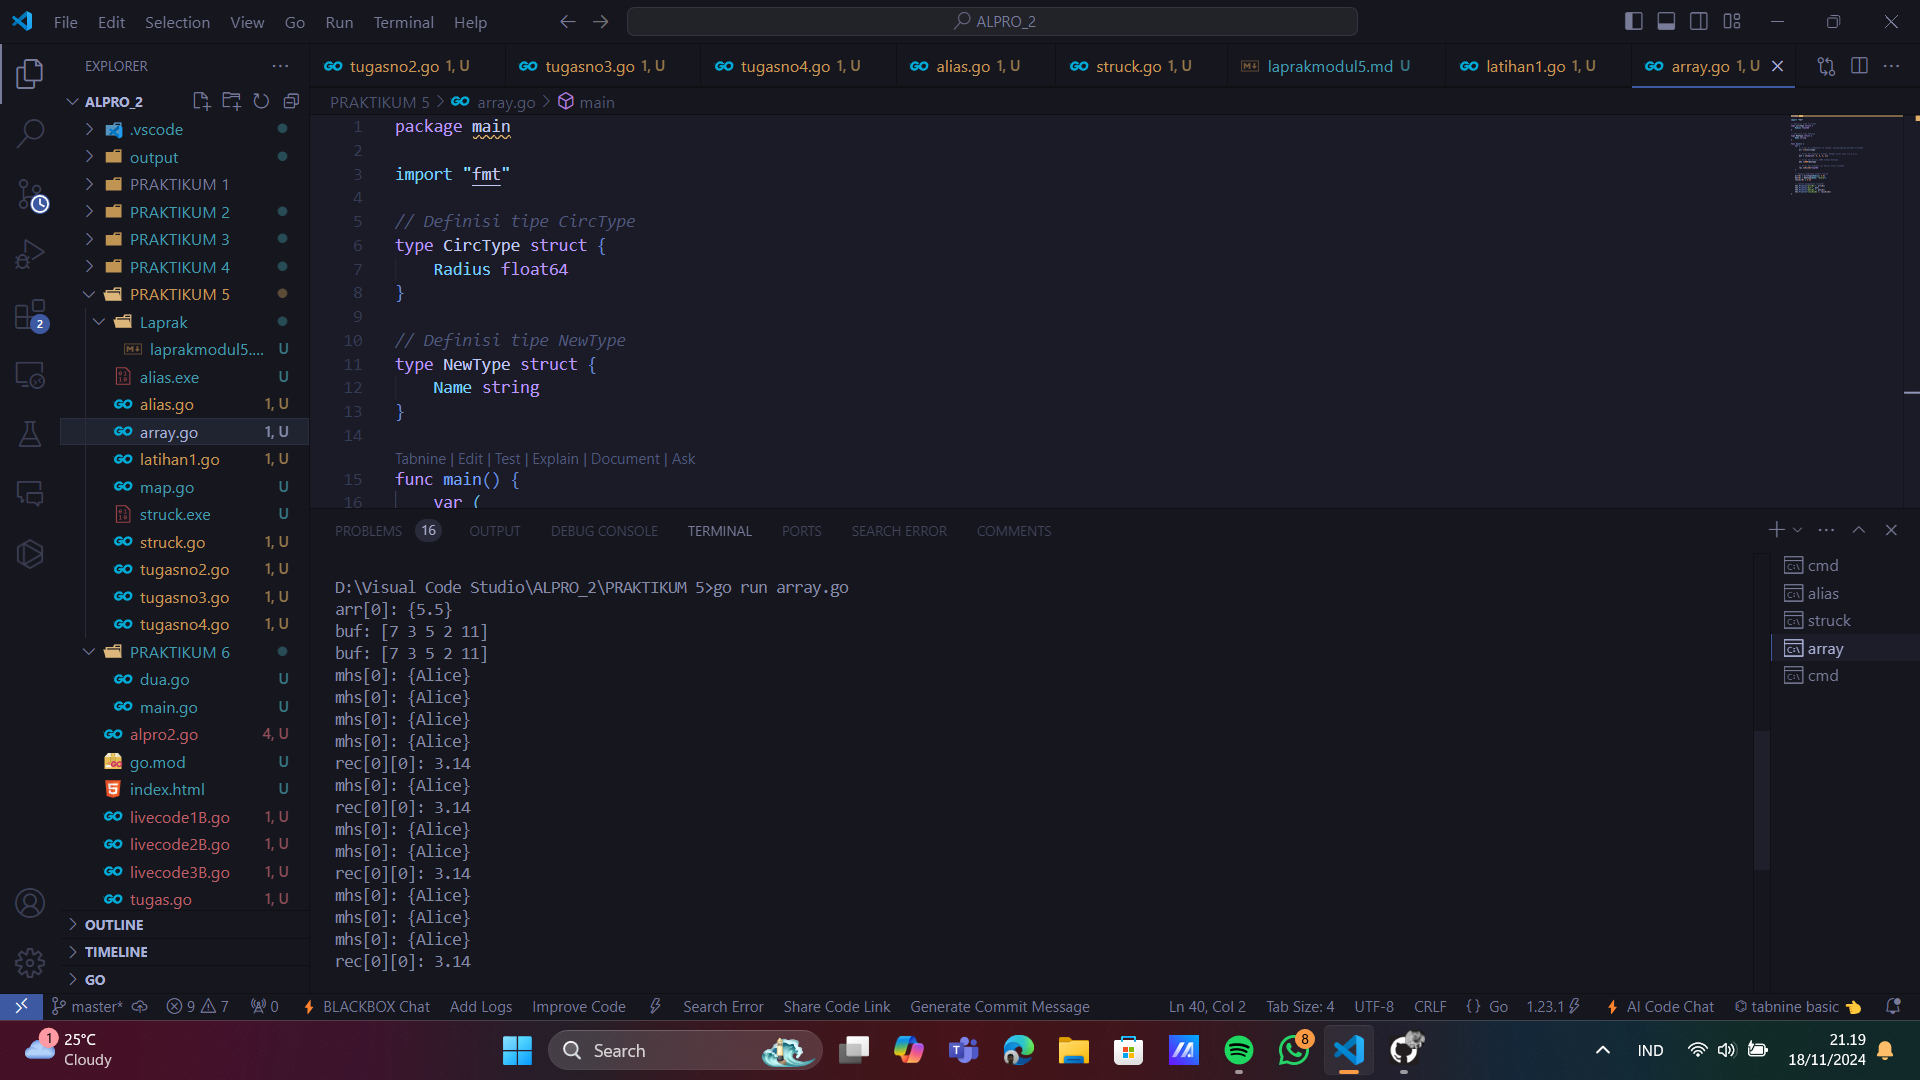 File Edit Selection View Go Run Terminal Help
ALPRO_2
EXPLORER
ALPRO_2
.vscode
output
PRAKTIKUM 1
PRAKTIKUM 2
PRAKTIKUM 3
PRAKTIKUM 4
PRAKTIKUM 5
Laprak
laprakmodul5.... U
alias.exe U
alias.go 1, U
array.go 1, U
latihan1.go 1, U
map.go U
struck.exe U
struck.go 1, U
tugasno2.go 1, U
tugasno3.go 1, U
tugasno4.go 1, U
PRAKTIKUM 6
dua.go U
main.go U
alpro2.go 4, U
go.mod U
index.html U
livecode1B.go 1, U
livecode2B.go 1, U
livecode3B.go 1, U
tugas.go 1, U
OUTLINE
TIMELINE
GO
2
tugasno2.go 1, U tugasno3.go 1, U tugasno4.go 1, U alias.go 1, U struck.go 1, U laprakmodul5.md U latihan1.go 1, U array.go 1, U
PRAKTIKUM 5 > array.go > main
1 package main
2
3 import "fmt"
4
5 // Definisi tipe CircType
6 type CircType struct {
7 Radius float64
8 }
9
10 // Definisi tipe NewType
11 type NewType struct {
12 Name string
13 }
14
Tabnine | Edit | Test | Explain | Document | Ask
15 func main() {
16 var (
PROBLEMS 16 OUTPUT DEBUG CONSOLE TERMINAL PORTS SEARCH ERROR COMMENTS
D:\Visual Code Studio\ALPRO_2\PRAKTIKUM 5>go run array.go
arr[0]: {5.5}
buf: [7 3 5 2 11]
buf: [7 3 5 2 11]
mhs[0]: {Alice}
mhs[0]: {Alice}
mhs[0]: {Alice}
mhs[0]: {Alice}
rec[0][0]: 3.14
mhs[0]: {Alice}
rec[0][0]: 3.14
mhs[0]: {Alice}
mhs[0]: {Alice}
rec[0][0]: 3.14
mhs[0]: {Alice}
mhs[0]: {Alice}
mhs[0]: {Alice}
rec[0][0]: 3.14
cmd
alias
struck
array
cmd
master* 9 7 0 BLACKBOX Chat Add Logs Improve Code Search Error Share Code Link Generate Commit Message Ln 40, Col 2 Tab Size: 4 UTF-8 CRLF {} Go 1.23.1 AI Code Chat tabnine basic
1 25°C
Cloudy
Search
8
IND
21.19
18/11/2024